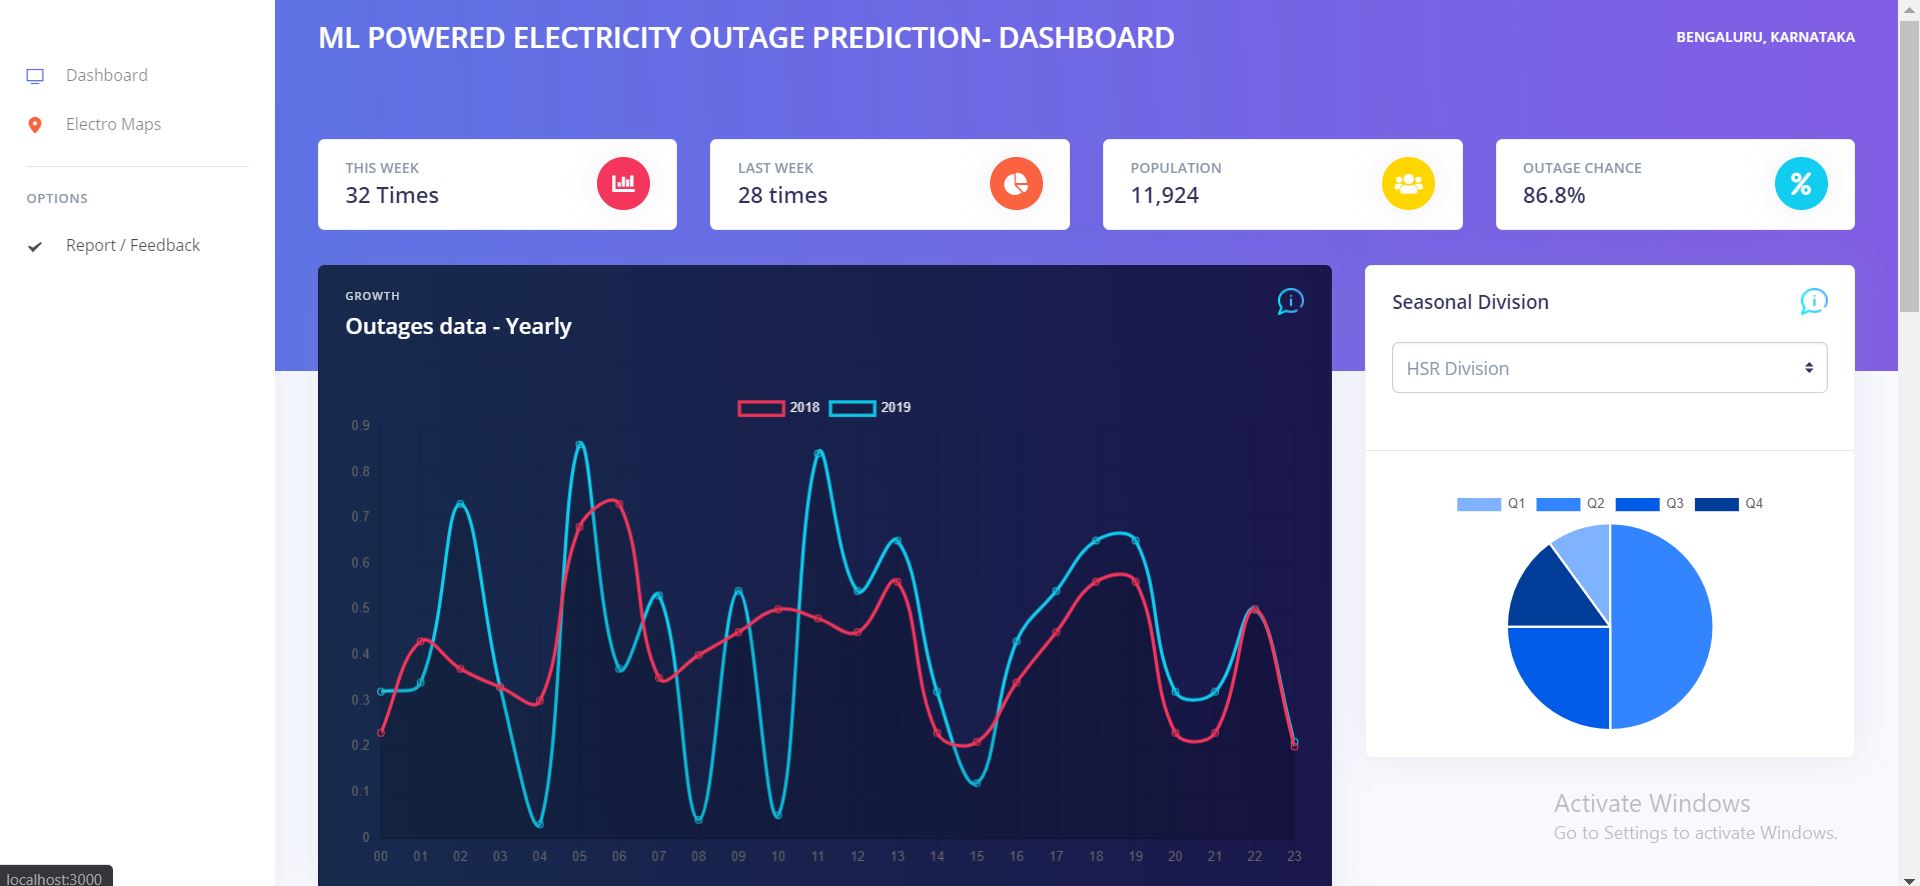 ML POWERED ELECTRICITY OUTAGE PREDICTION- DASHBOARD
BENGALURU, KARNATAKA
Dashboard
Electro Maps
OPTIONS
Report / Feedback
THIS WEEK
32 Times
LAST WEEK
28 times
POPULATION
11,924
OUTAGE CHANCE
86.8%
GROWTH
Outages data - Yearly
2018 2019
0.9
0.8
0.7
0.6
0.5
0.4
0.3
0.2
0.1
0
00 01 02 03 04 05 06 07 08 09 10 11 12 13 14 15 16 17 18 19 20 21 22 23
Seasonal Division
HSR Division
Q1 Q2 Q3 Q4
Activate Windows
Go to Settings to activate Windows.
localhost:3000